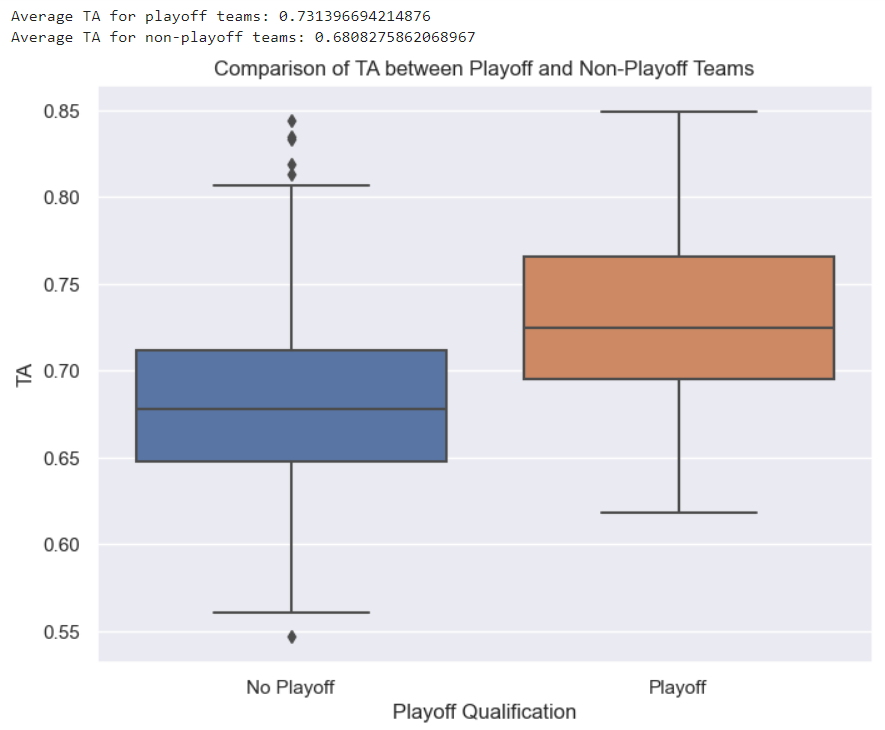 Average TA for playoff teams: 0.731396694214876
Average TA for non-playoff teams: 0.6808275862068967
Comparison of TA between Playoff and Non-Playoff Teams
0.85
0.80
0.75
0.70
0.65
0.60
0.55
TA
No Playoff
Playoff
Playoff Qualification